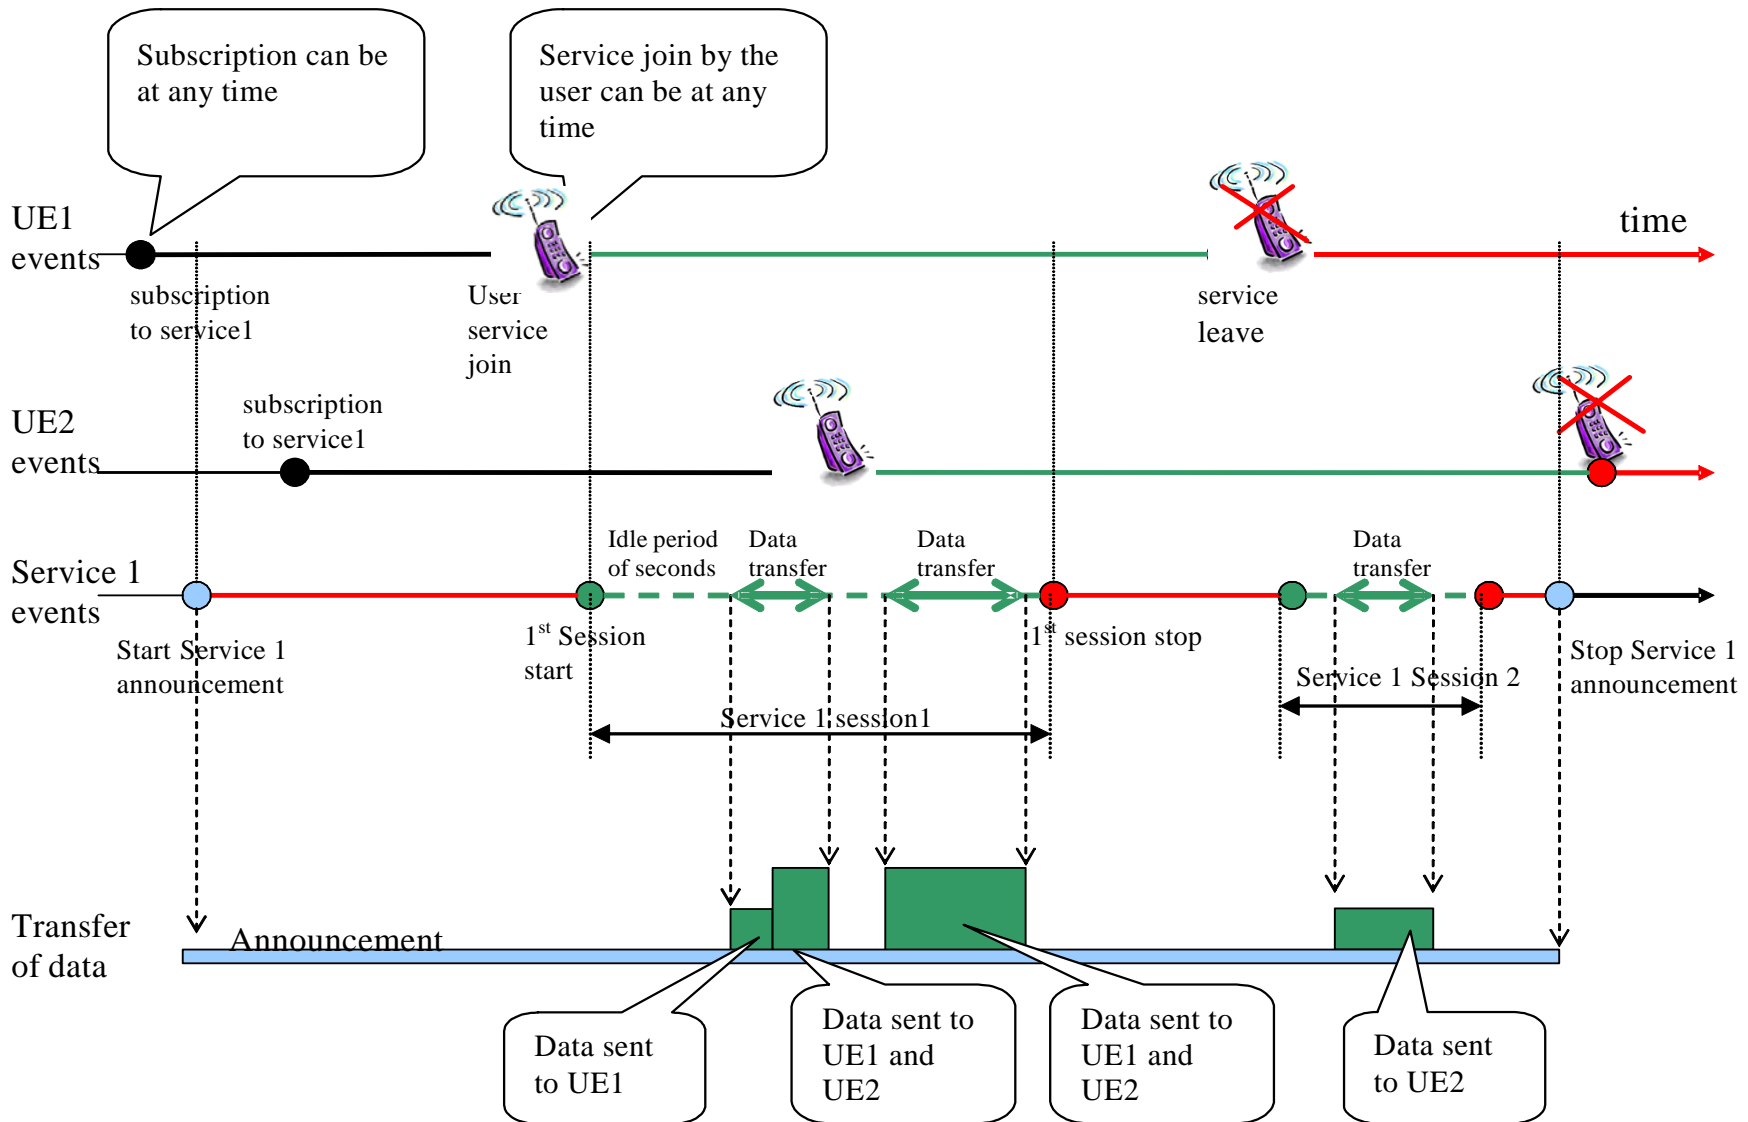 Subscription can be
at any time
Service join by the
user can be at any
time
UE1
events
time
subscription
to service1
User
service
join
service
leave
UE2
events
subscription
to service1
Service 1
events
Idle period
of seconds
Data
transfer
Data
transfer
Data
transfer
Start Service 1
announcement
1st Session
start
1st session stop
Service 1 Session 2
Stop Service 1
announcement
Service 1 session1
Transfer
of data
Announcement
Data sent
to UE1
Data sent to
UE1 and
UE2
Data sent to
UE1 and
UE2
Data sent
to UE2